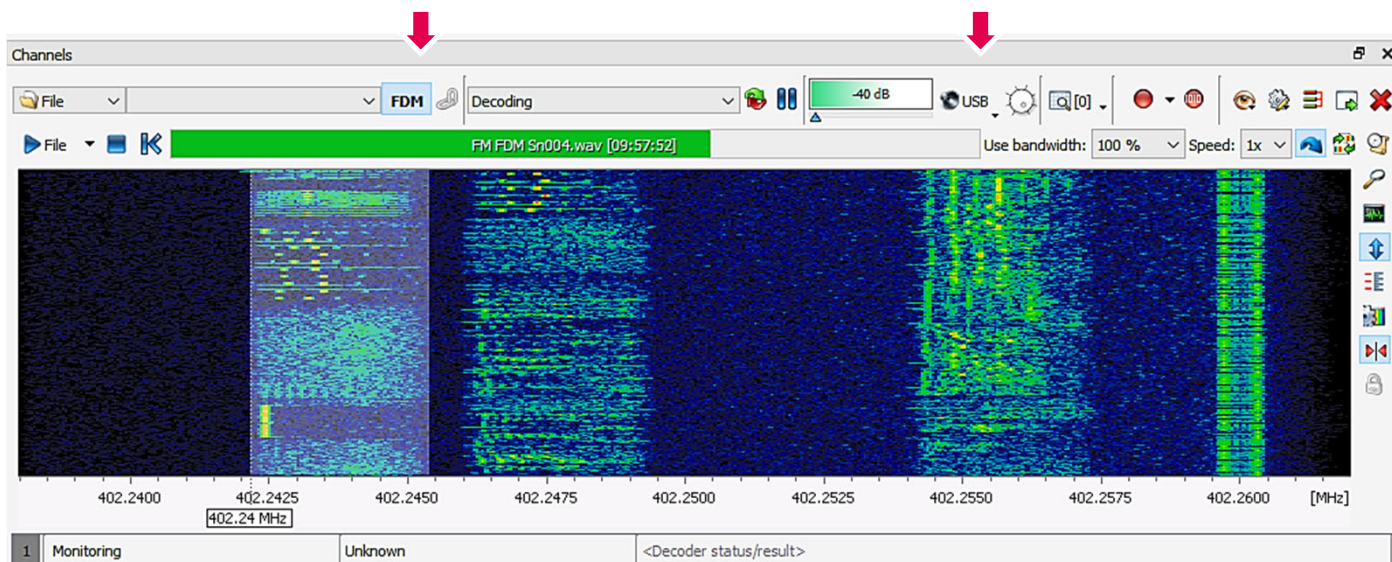 Channels
File FDM Decoding -40 dB USB [0]
File FM FDM Sn004.wav [09:57:52] Use bandwidth: 100 % Speed: 1x
402.2400 402.2425 402.2450 402.2475 402.2500 402.2525 402.2550 402.2575 402.2600 [MHz]
402.24 MHz
1 Monitoring Unknown <Decoder status/result>